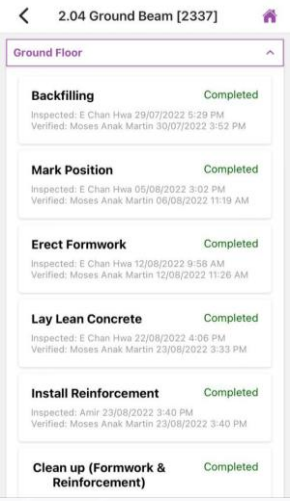 2.04 Ground Beam [2337]
Ground Floor
Backfilling Completed
Inspected: E Chan Hwa 29/07/2022 5:29 PM
Verified: Moses Anak Martin 30/07/2022 3:52 PM
Mark Position Completed
Inspected: E Chan Hwa 05/08/2022 3:02 PM
Verified: Moses Anak Martin 06/08/2022 11:19 AM
Erect Formwork Completed
Inspected: E Chan Hwa 12/08/2022 9:58 AM
Verified: Moses Anak Martin 12/08/2022 11:26 AM
Lay Lean Concrete Completed
Inspected: E Chan Hwa 22/08/2022 4:06 PM
Verified: Moses Anak Martin 23/08/2022 3:33 PM
Install Reinforcement Completed
Inspected: Amir 23/08/2022 3:40 PM
Verified: Moses Anak Martin 23/08/2022 3:40 PM
Clean up (Formwork & Completed
Reinforcement)